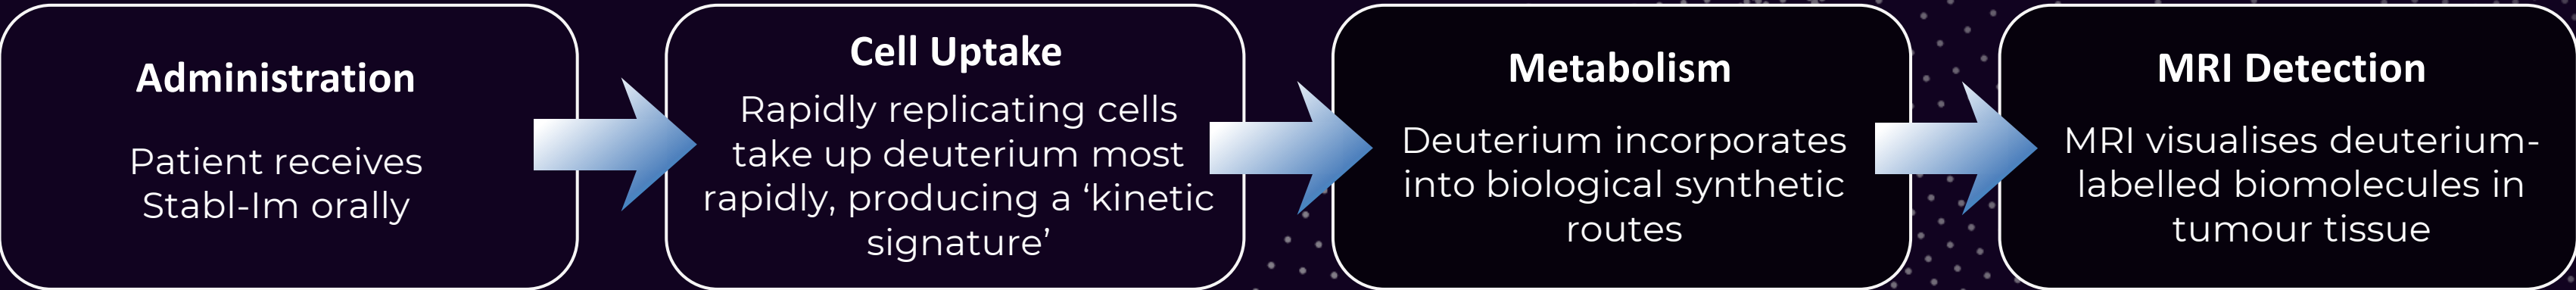 Administration
Patient receives
Stabl-Im orally
Cell Uptake
Rapidly replicating cells
take up deuterium most
rapidly, producing a ‘kinetic
signature’
Metabolism
Deuterium incorporates
into biological synthetic
routes
MRI Detection
MRI visualises deuterium-
labelled biomolecules in
tumour tissue